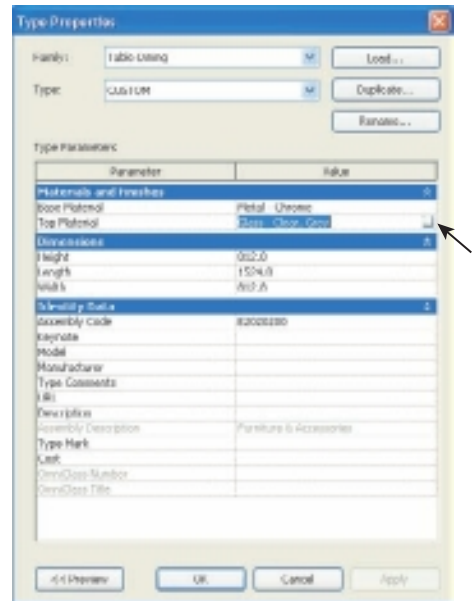 Type Properties
Family: Table-Dining Load...
Type: CUSTOM Duplicate...
Rename...
Type Parameters
Parameter Value
Materials and Finishes
Base Material Metal - Chrome
Top Material Glass - Clear, Grey
Dimensions
Height
Length 1524.0
Width
Identity Data
Assembly Code E2020200
Keynote
Model
Manufacturer
Type Comments
URL
Description
Assembly Description Furniture & Accessories
Type Mark
Cost
OmniClass Number
OmniClass Title
<< Preview OK Cancel Apply